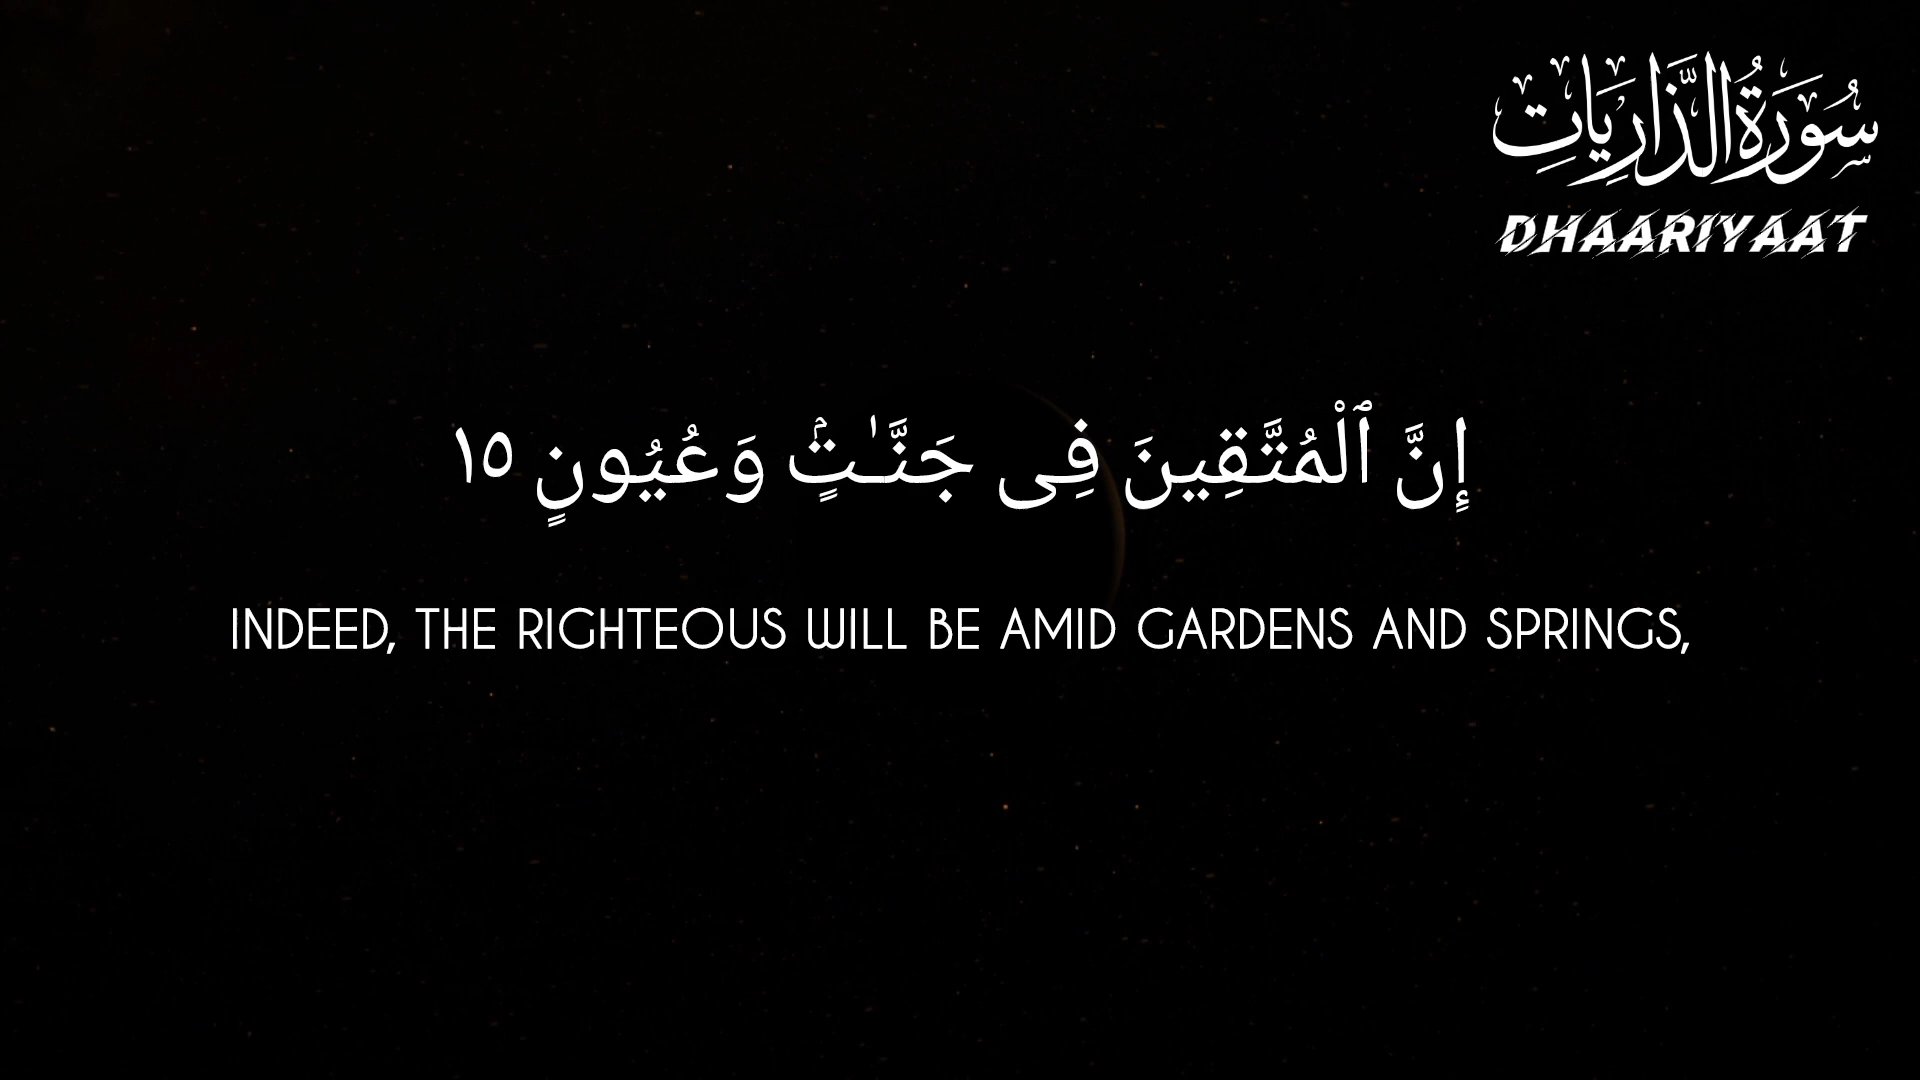 سُورَةُ الذَّارِيَاتِ
DHAARIYAAT
إِنَّ ٱلْمُتَّقِينَ فِى جَنَّـٰتٍۢ وَعُيُونٍ ١٥
INDEED, THE RIGHTEOUS WILL BE AMID GARDENS AND SPRINGS,